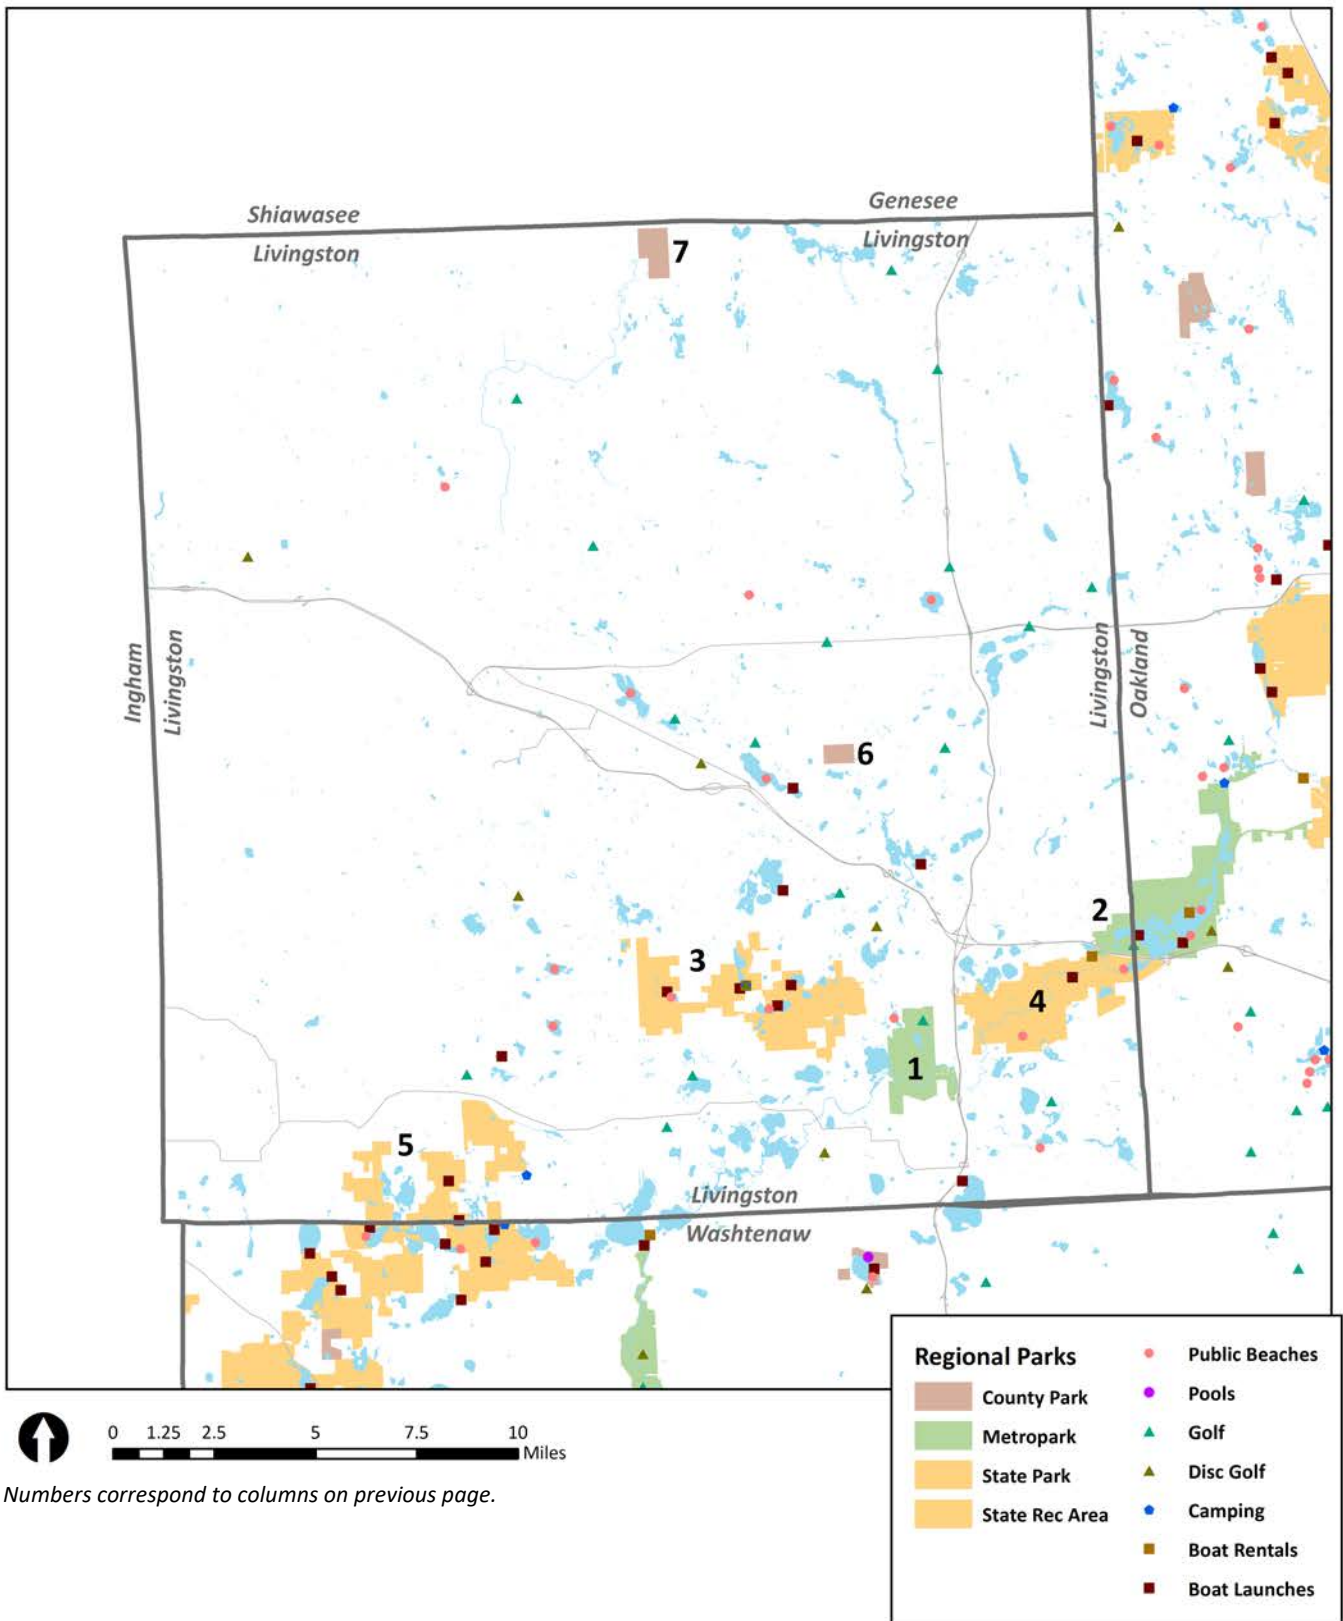 Shiawasee
Livingston
Genesee
Livingston
7
Ingham
Livingston
Livingston
Oakland
6
2
3
4
1
5
Livingston
Washtenaw
Regional Parks
County Park
Metropark
State Park
State Rec Area
Public Beaches
Pools
Golf
Disc Golf
Camping
Boat Rentals
Boat Launches
0 1.25 2.5 5 7.5 10
Miles
Numbers correspond to columns on previous page.